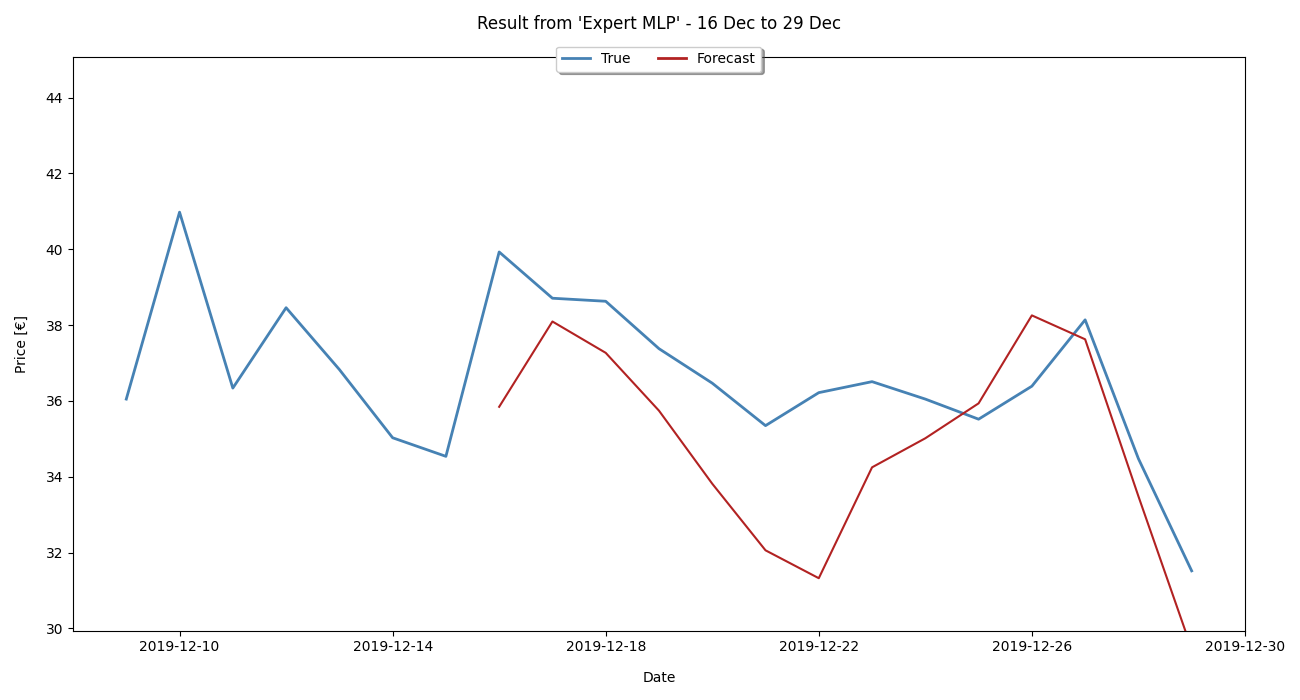 Result from 'Expert MLP' - 16 Dec to 29 Dec
True Forecast
44
42
40
38
36
34
32
30
Price [€]
2019-12-10 2019-12-14 2019-12-18 2019-12-22 2019-12-26 2019-12-30
Date